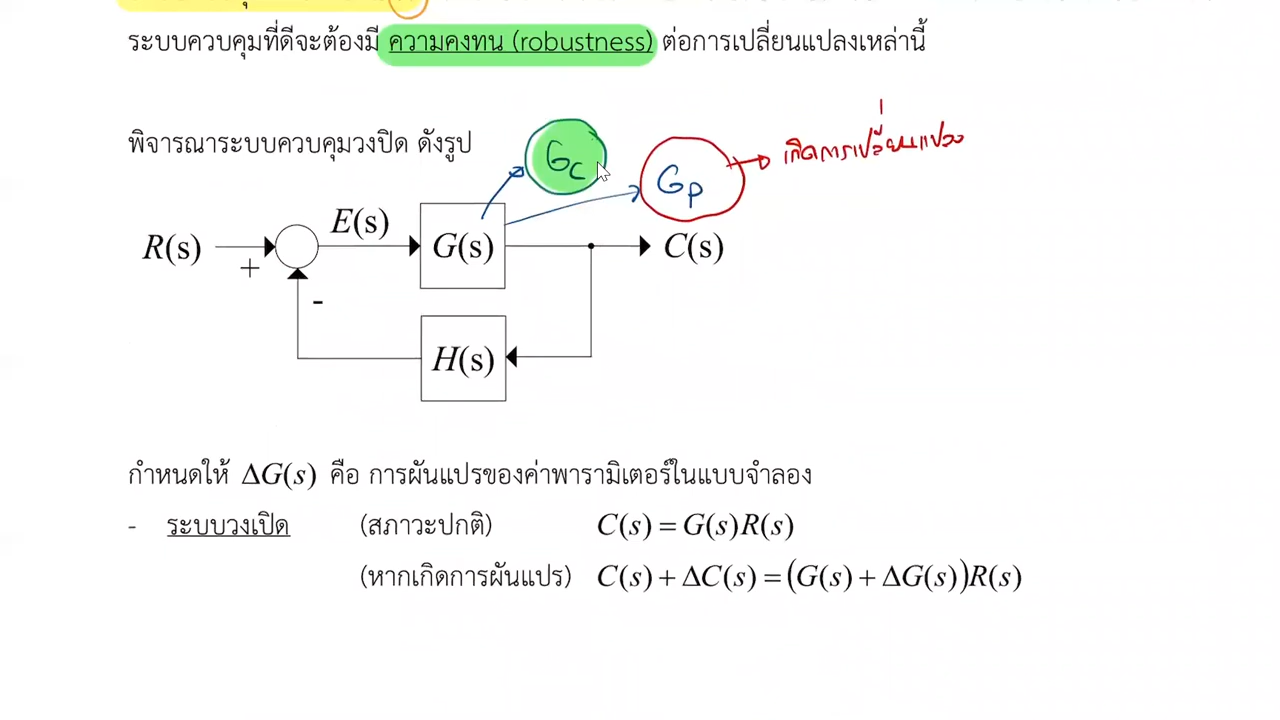 ระบบควบคุมที่ดีจะต้องมี ความคงทน (robustness) ต่อการเปลี่ยนแปลงเหล่านี้
พิจารณาระบบควบคุมวงปิด ดังรูป
Gc
Gp
เกิดการเปลี่ยนแปลง
R(s)
+
-
E(s)
G(s)
C(s)
H(s)
กำหนดให้ ΔG(s) คือ การผันแปรของค่าพารามิเตอร์ในแบบจำลอง
- ระบบวงเปิด (สภาวะปกติ) C(s) = G(s)R(s)
(หากเกิดการผันแปร) C(s) + ΔC(s) = (G(s) + ΔG(s))R(s)